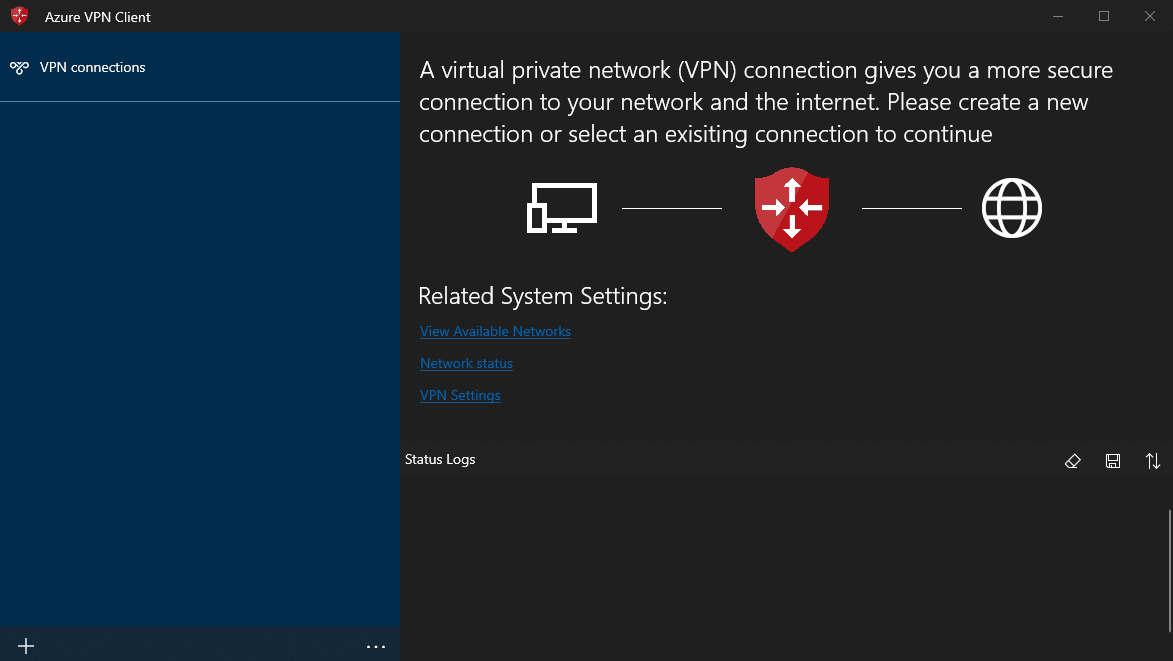 Azure VPN Client
VPN connections
A virtual private network (VPN) connection gives you a more secure
connection to your network and the internet. Please create a new
connection or select an exisiting connection to continue
Related System Settings:
View Available Networks
Network status
VPN Settings
Status Logs